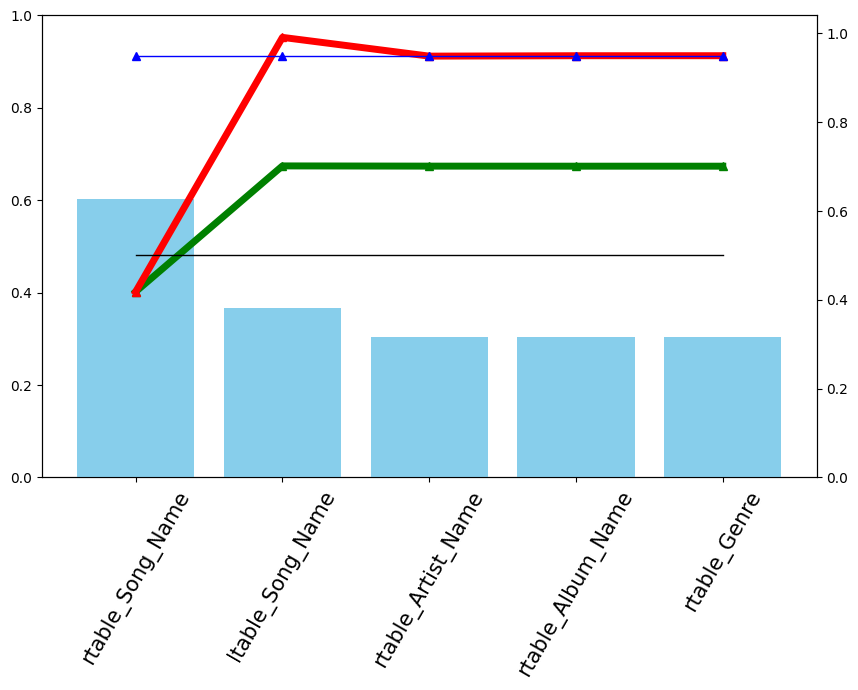 1.0
0.8
0.6
0.4
0.2
0.0
1.0
0.8
0.6
0.4
0.2
0.0
rtable_Song_Name
ltable_Song_Name
rtable_Artist_Name
rtable_Album_Name
rtable_Genre